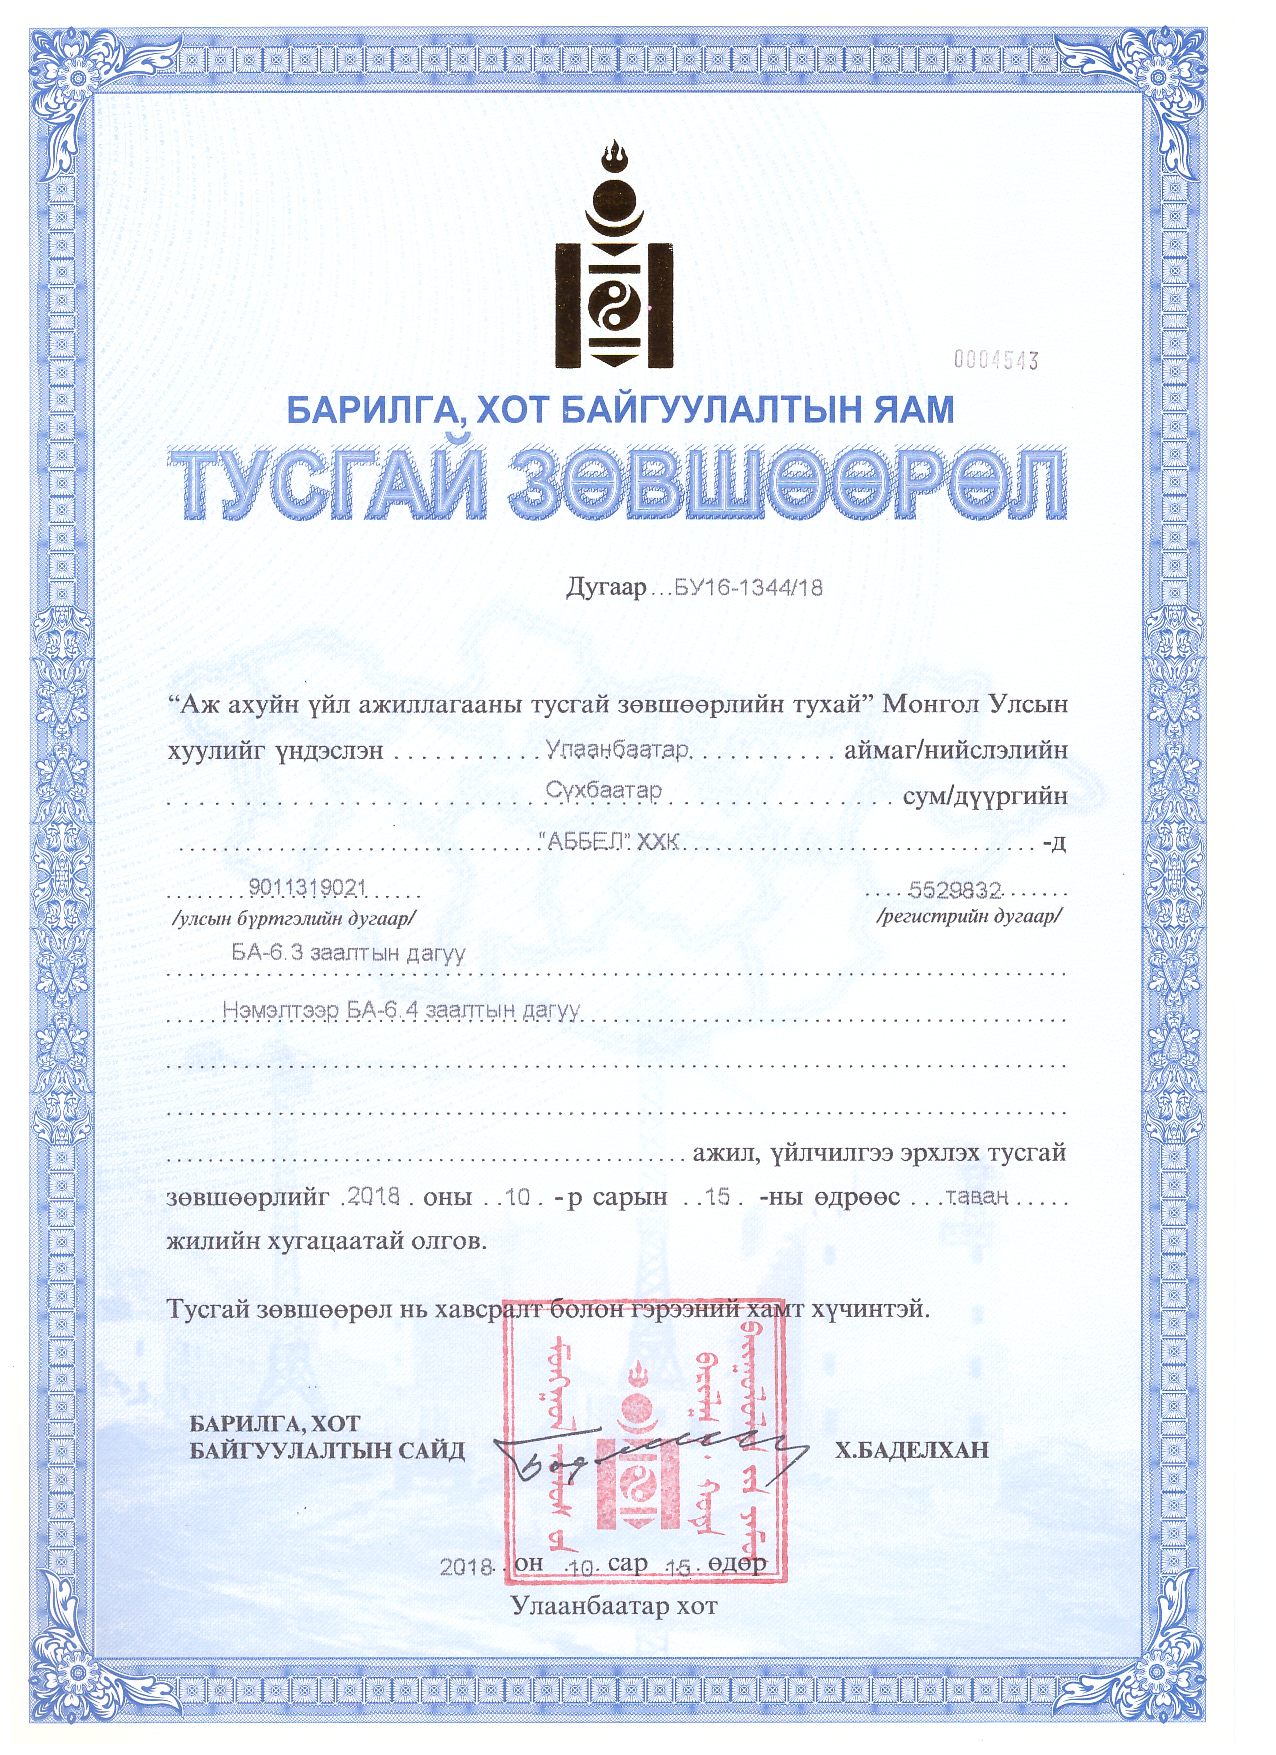 0004543
БАРИЛГА, ХОТ БАЙГУУЛАЛТЫН ЯАМ
ТУСГАЙ ЗӨВШӨӨРӨЛ
Дугаар...БУ16-1344/18
“Аж ахуйн үйл ажиллагааны тусгай зөвшөөрлийн тухай” Монгол Улсын
хуулийг үндэслэн ........... Улаанбаатар ........... аймаг/нийслэлийн
........... Сүхбаатар ........... сум/дүүргийн
........... "АББЕЛ" ХХК ........... -д
....... 9011319021 ..... .... 5529832 .......
/улсын бүртгэлийн дугаар/ /регистрийн дугаар/
БА-6.3 заалтын дагуу
Нэмэлтээр БА-6.4 заалтын дагуу
ажил, үйлчилгээ эрхлэх тусгай
зөвшөөрлийг .2018 . оны . .10 . -р сарын . .15 . -ны өдрөөс . . .таван . . . . .
жилийн хугацаатай олгов.
Тусгай зөвшөөрөл нь хавсралт болон гэрээний хамт хүчинтэй.
БАРИЛГА, ХОТ
БАЙГУУЛАЛТЫН САЙД Х.БАДЕЛХАН
2018. . он .10. сар .15. өдөр
Улаанбаатар хот